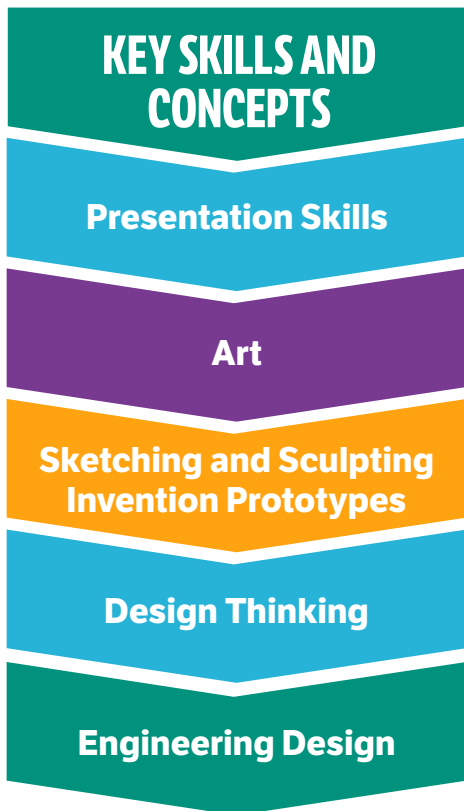 KEY SKILLS AND
CONCEPTS
Presentation Skills
Art
Sketching and Sculpting
Invention Prototypes
Design Thinking
Engineering Design